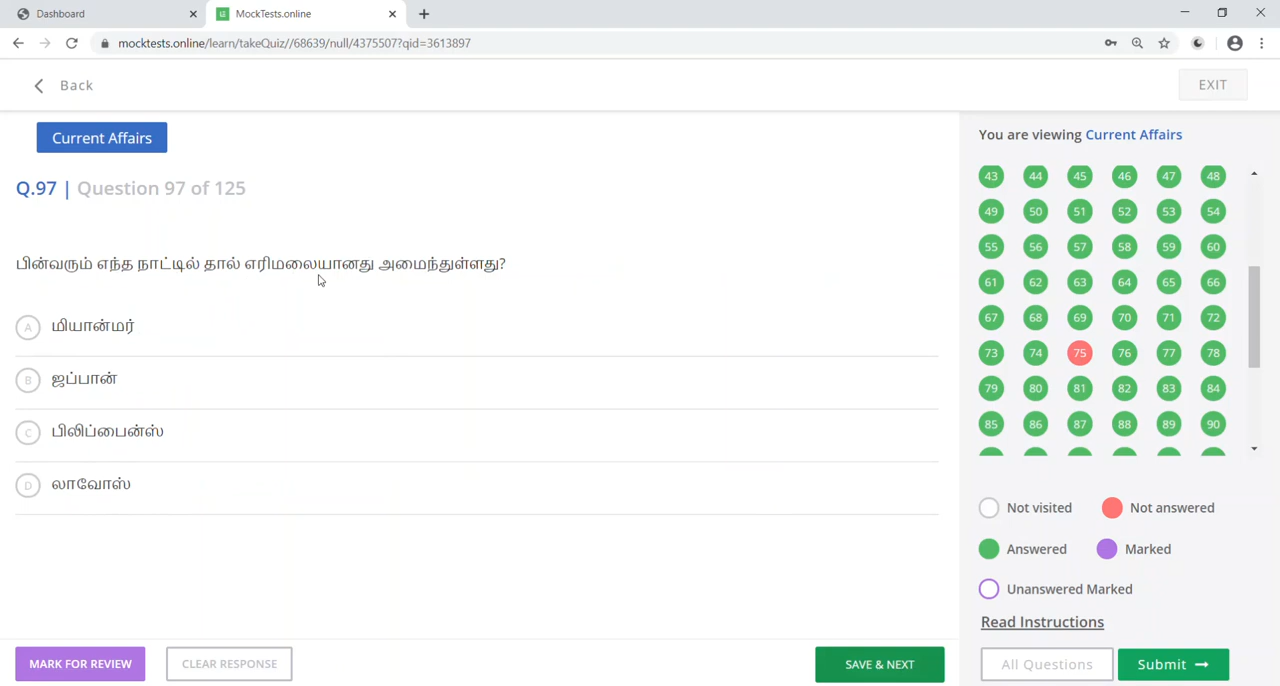 Dashboard
MockTests.online
mocktests.online/learn/takeQuiz//68639/null/4375507?qid=3613897
Back
EXIT
Current Affairs
You are viewing Current Affairs
Q.97 | Question 97 of 125
பின்வரும் எந்த நாட்டில் தால் எரிமலையானது அமைந்துள்ளது?
A மியான்மர்
B ஜப்பான்
C பிலிப்பைன்ஸ்
D லாவோஸ்
43 44 45 46 47 48
49 50 51 52 53 54
55 56 57 58 59 60
61 62 63 64 65 66
67 68 69 70 71 72
73 74 75 76 77 78
79 80 81 82 83 84
85 86 87 88 89 90
Not visited Not answered
Answered Marked
Unanswered Marked
Read Instructions
MARK FOR REVIEW CLEAR RESPONSE SAVE & NEXT
All Questions Submit